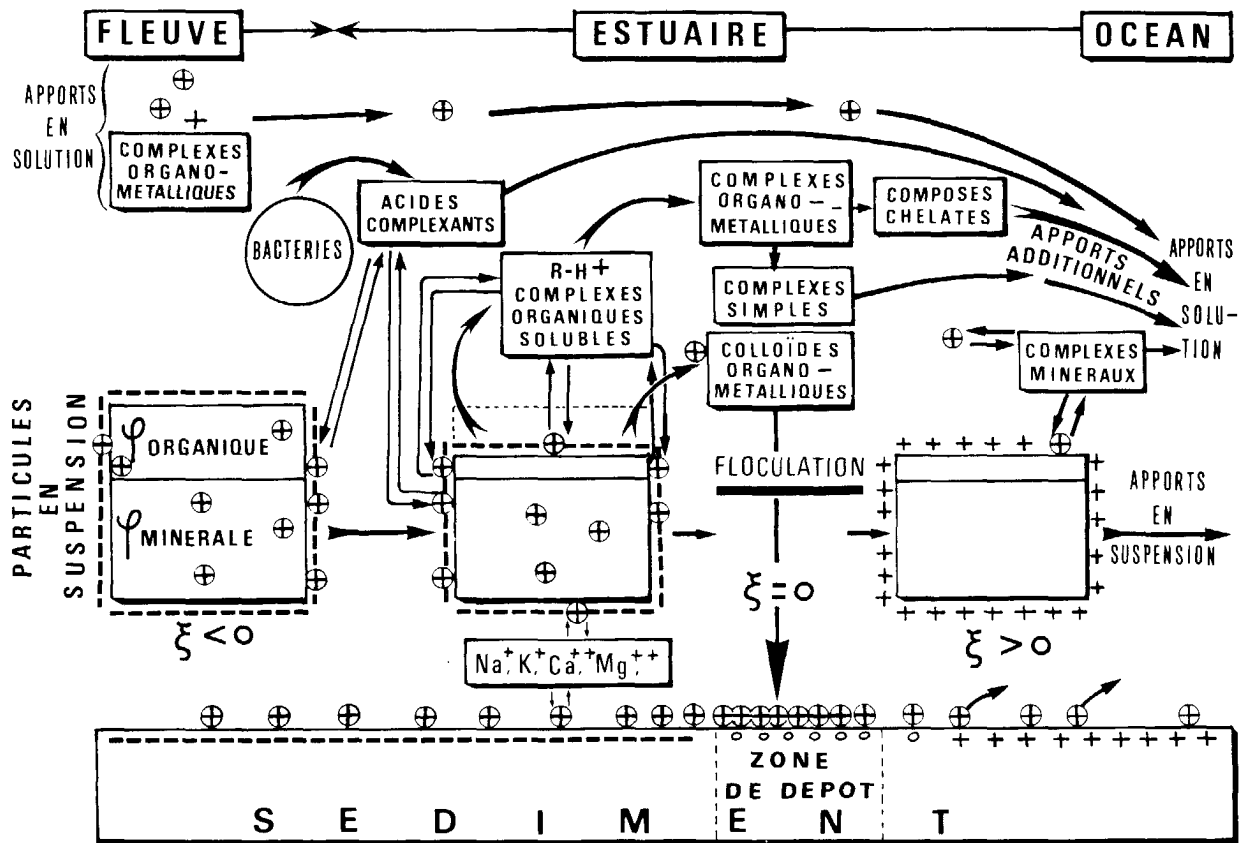 FLEUVE
ESTUAIRE
OCEAN
APPORTS
EN
SOLUTION
COMPLEXES
ORGANO-
METALLIQUES
BACTERIES
ACIDES
COMPLEXANTS
R-H+
COMPLEXES
ORGANIQUES
SOLUBLES
COMPLEXES
ORGANO-
METALLIQUES
COMPOSES
CHELATES
COMPLEXES
SIMPLES
COLLOÏDES
ORGANO-
METALLIQUES
APPORTS
ADDITIONNELS
APPORTS
EN
SOLU-
TION
COMPLEXES
MINERAUX
PARTICULES
EN
SUSPENSION
φ ORGANIQUE
φ MINERALE
FLOCULATION
APPORTS
EN
SUSPENSION
ξ < 0
ξ = 0
ξ > 0
Na+, K+, Ca++, Mg++
ZONE
DE DEPOT
SEDIMENT